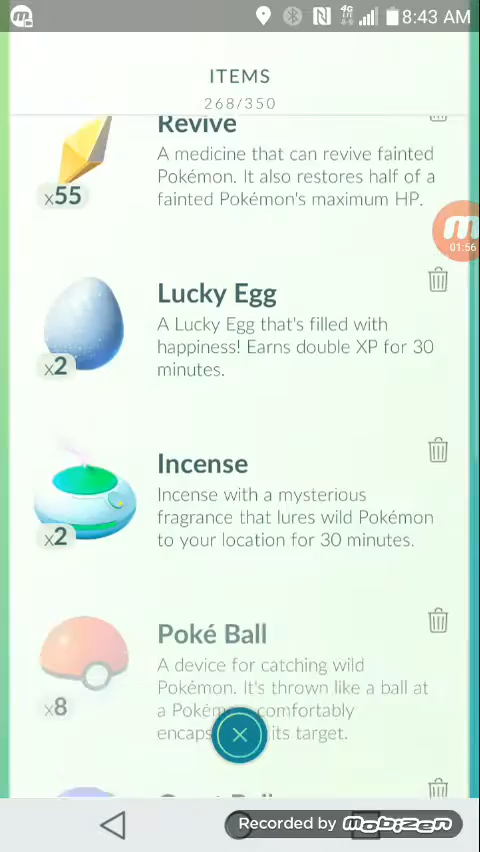 8:43 AM
4G
LTE
ITEMS
268/350
Revive
A medicine that can revive fainted
Pokémon. It also restores half of a
fainted Pokémon's maximum HP.
x55
01:56
Lucky Egg
A Lucky Egg that's filled with
happiness! Earns double XP for 30
minutes.
x2
Incense
Incense with a mysterious
fragrance that lures wild Pokémon
to your location for 30 minutes.
x2
Poké Ball
A device for catching wild
Pokémon. It's thrown like a ball at
a Pokém comfortably
encaps its target.
x8
Recorded by mobizen